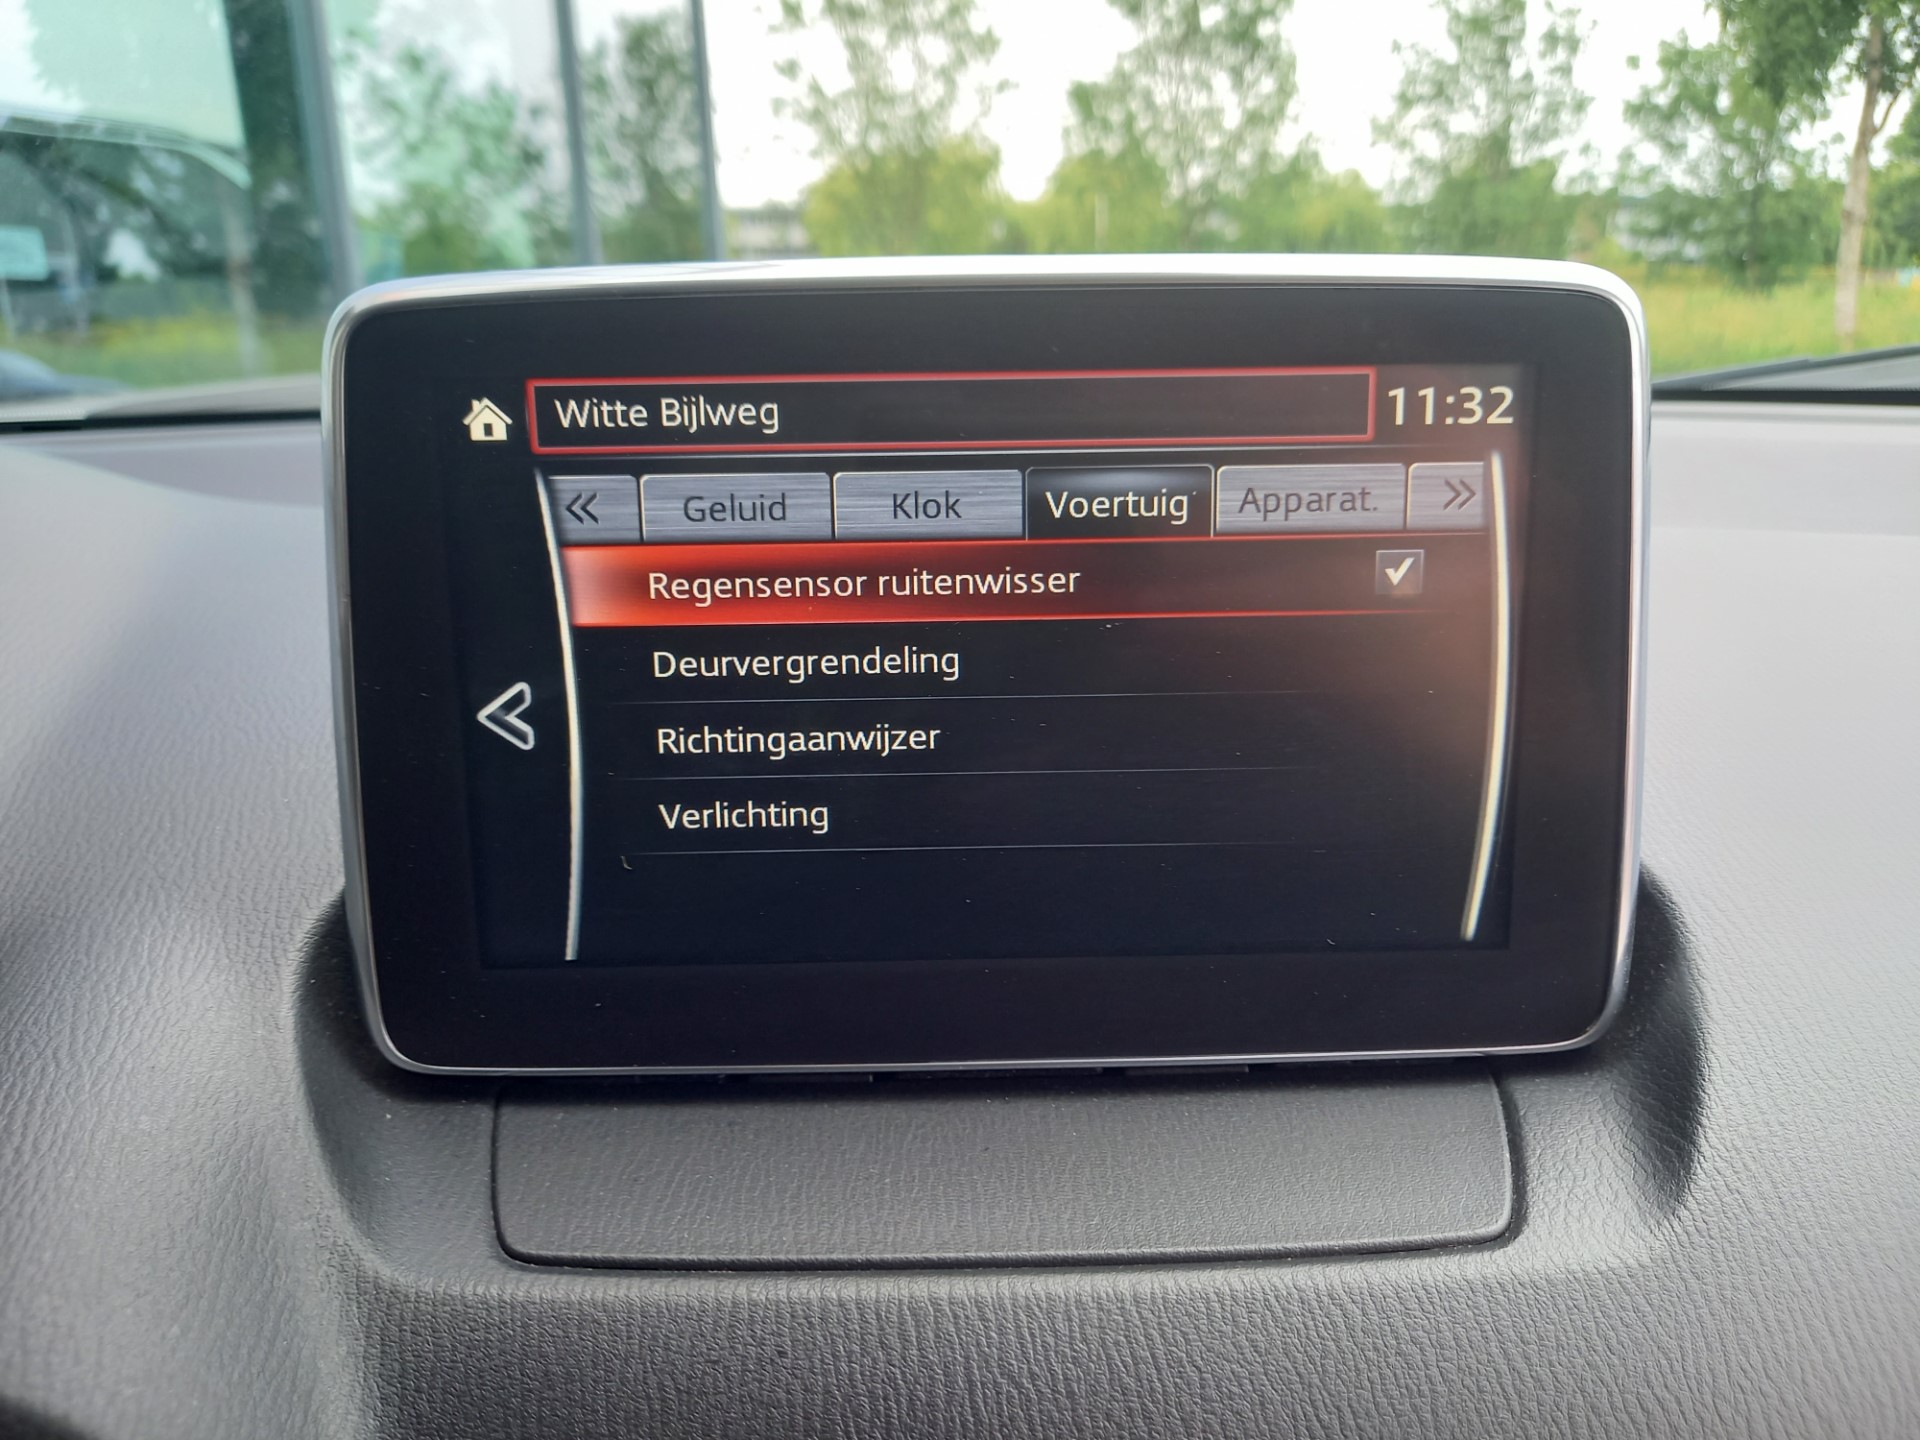 Witte Bijlweg
11:32
« Geluid Klok Voertuig Apparat. »
Regensensor ruitenwisser
Deurvergrendeling
Richtingaanwijzer
Verlichting